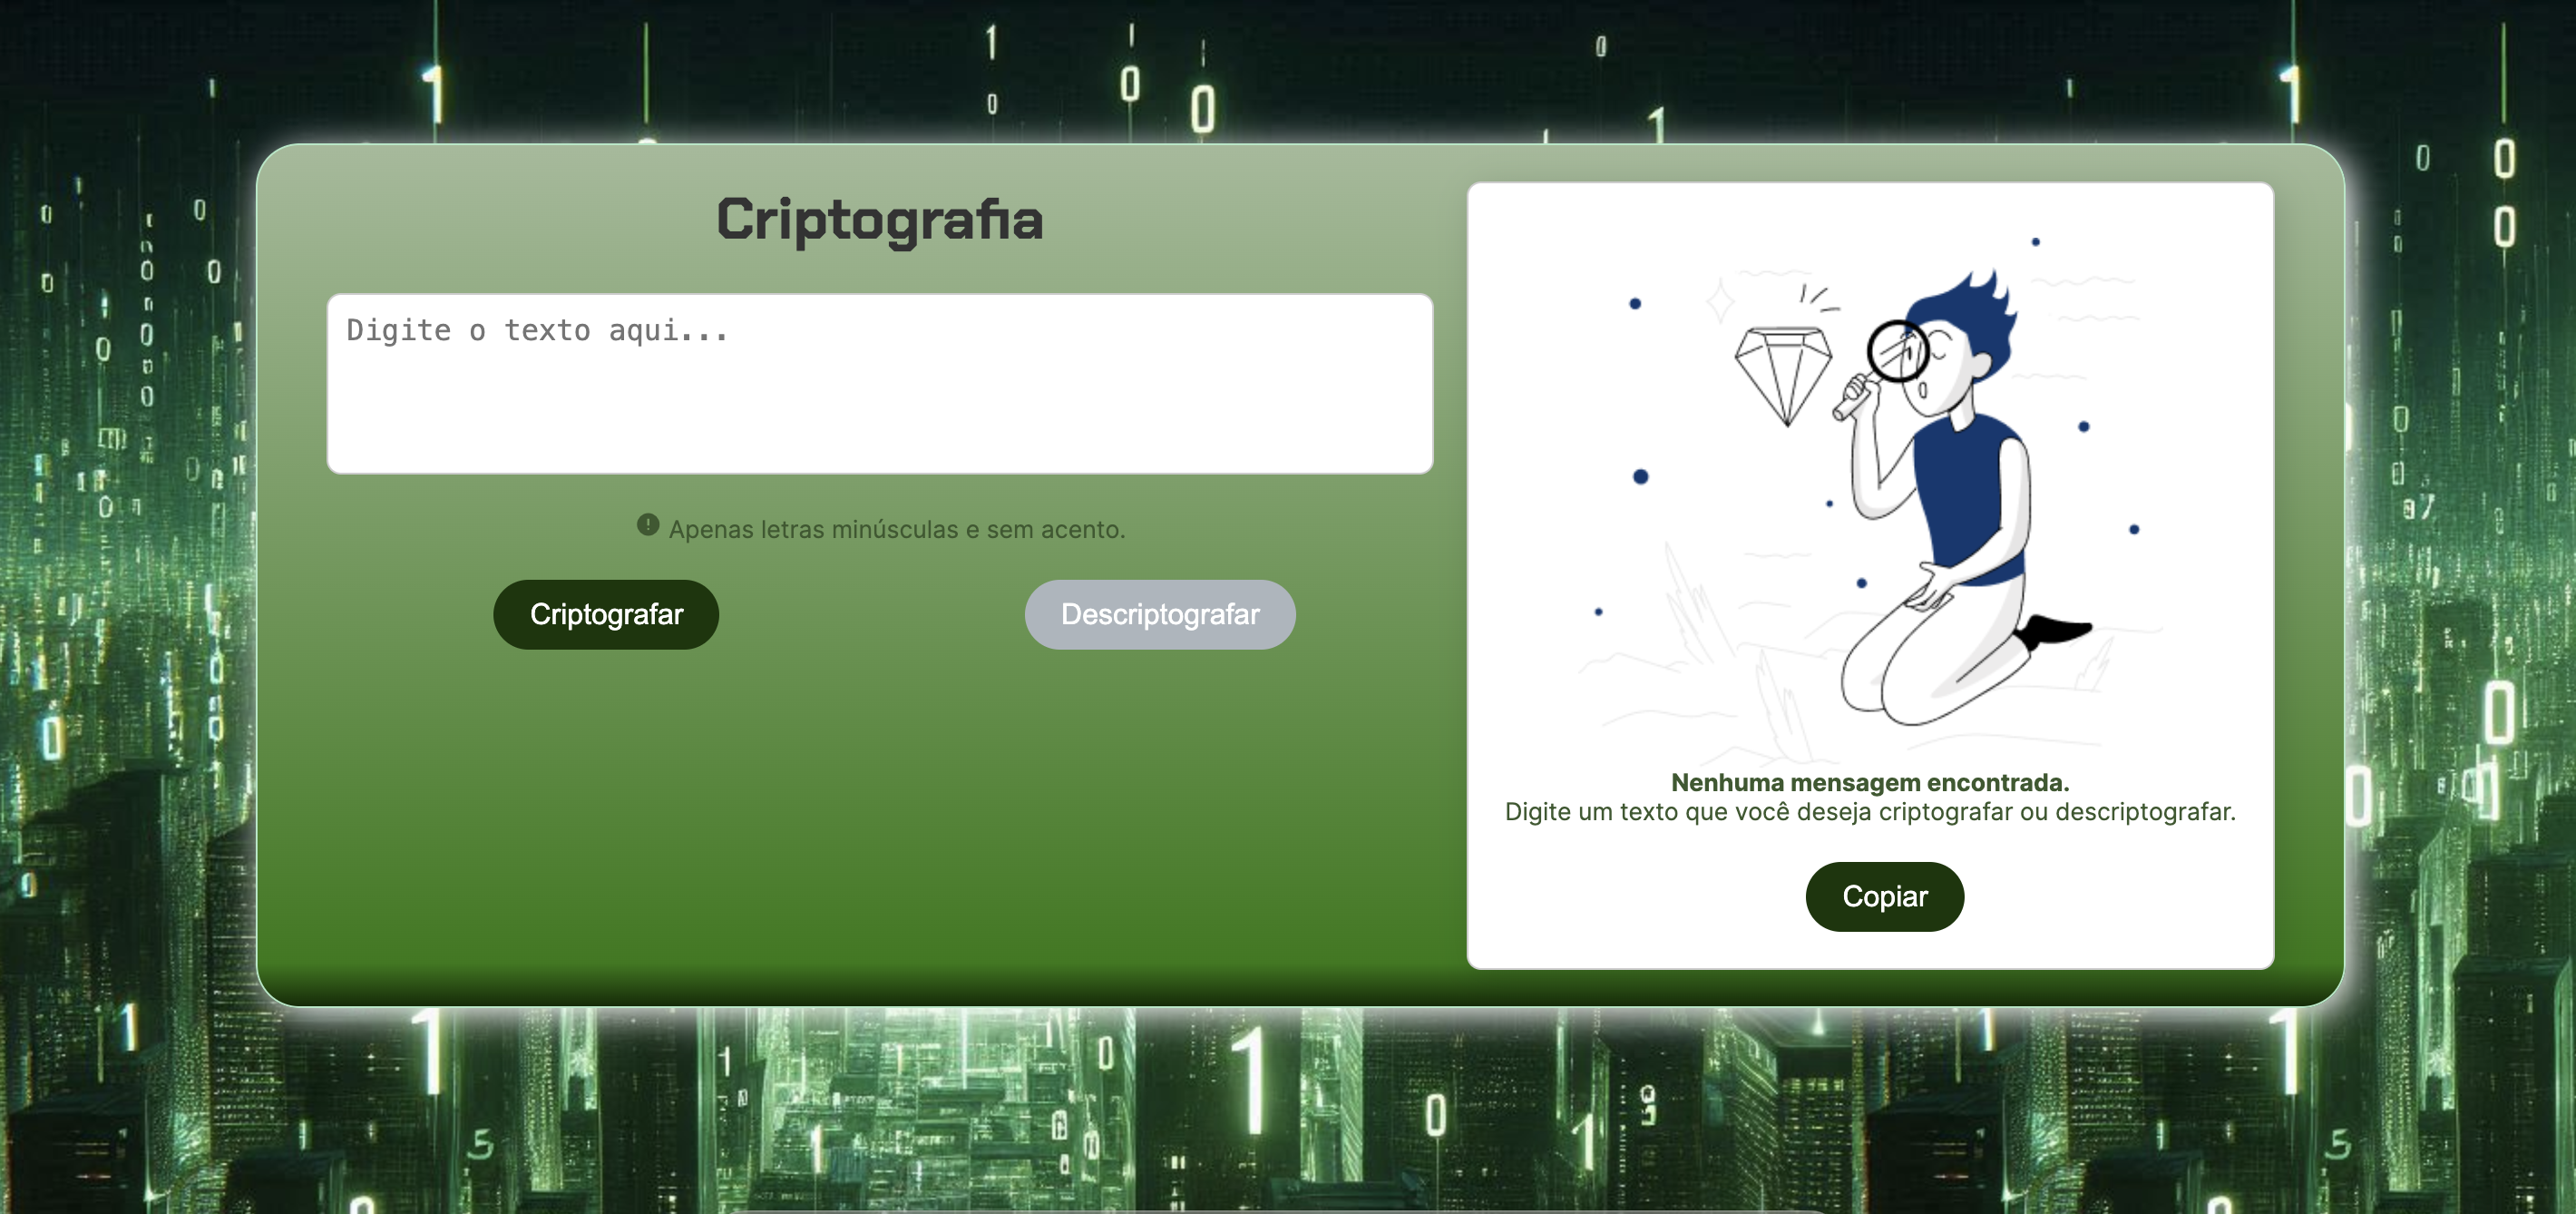 Criptografia
Digite o texto aqui...
Apenas letras minúsculas e sem acento.
Criptografar
Descriptografar
Nenhuma mensagem encontrada.
Digite um texto que você deseja criptografar ou descriptografar.
Copiar